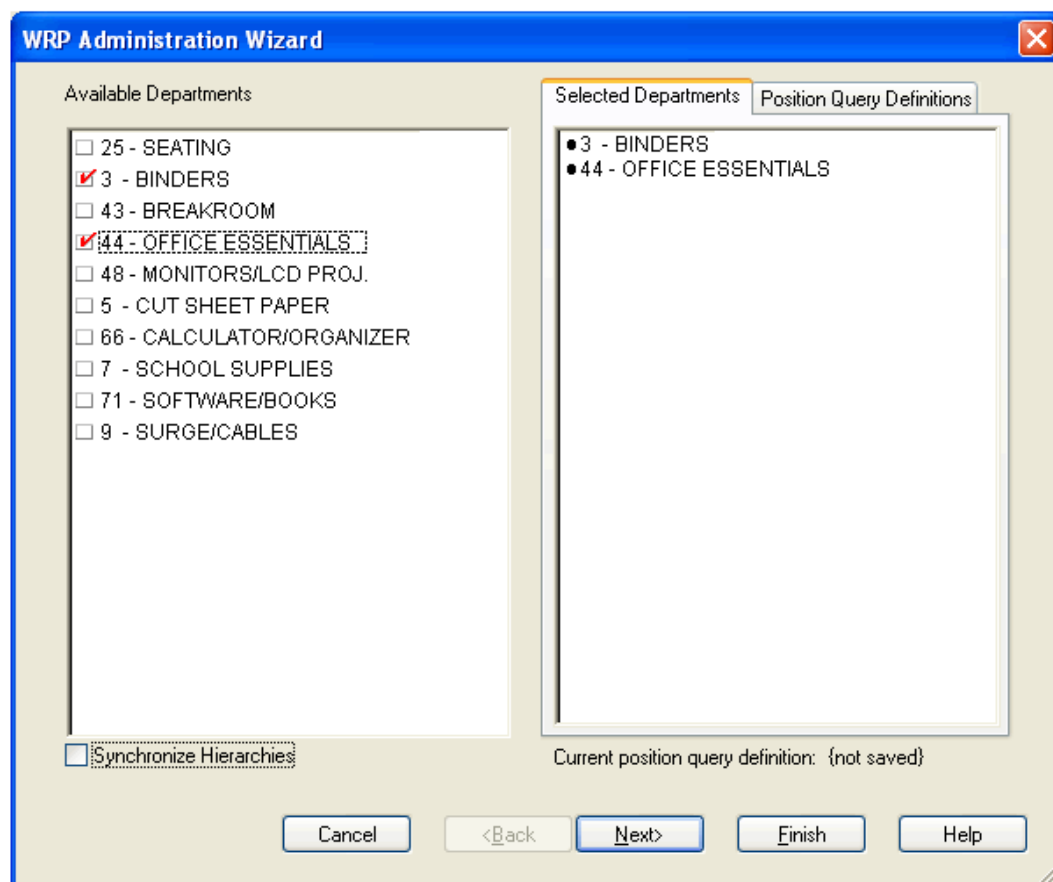 WRP Administration Wizard
Available Departments
25 - SEATING
3 - BINDERS
43 - BREAKROOM
44 - OFFICE ESSENTIALS
48 - MONITORS/LCD PROJ.
5 - CUT SHEET PAPER
66 - CALCULATOR/ORGANIZER
7 - SCHOOL SUPPLIES
71 - SOFTWARE/BOOKS
9 - SURGE/CABLES
Synchronize Hierarchies
Selected Departments Position Query Definitions
●3 - BINDERS
●44 - OFFICE ESSENTIALS
Current position query definition: {not saved}
Cancel <Back Next> Finish Help